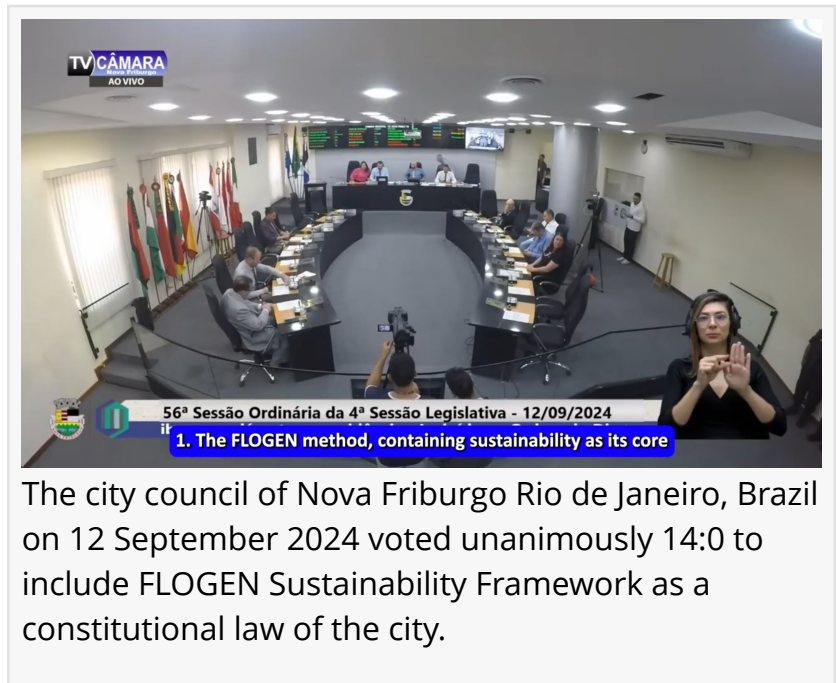 TV CÂMARA
Nova Friburgo
AO VIVO
56ª Sessão Ordinária da 4ª Sessão Legislativa - 12/09/2024
1. The FLOGEN method, containing sustainability as its core
The city council of Nova Friburgo Rio de Janeiro, Brazil
on 12 September 2024 voted unanimously 14:0 to
include FLOGEN Sustainability Framework as a
constitutional law of the city.